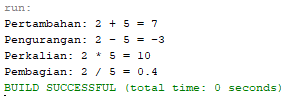 run:
Pertambahan: 2 + 5 = 7
Pengurangan: 2 - 5 = -3
Perkalian: 2 * 5 = 10
Pembagian: 2 / 5 = 0.4
BUILD SUCCESSFUL (total time: 0 seconds)